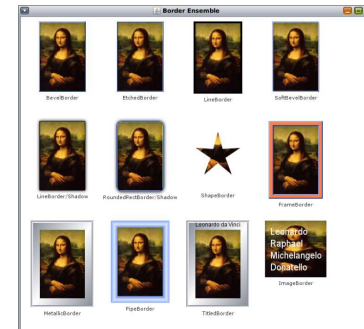 Border Ensemble
BevelBorder
EtchedBorder
LineBorder
SoftBevelBorder
LineBorder/Shadow
RoundedRectBorder/Shadow
ShapeBorder
FrameBorder
Leonardo da Vinci
Leonardo
Raphael
Michelangelo
Donatello
MetallicBorder
PipeBorder
TitledBorder
ImageBorder